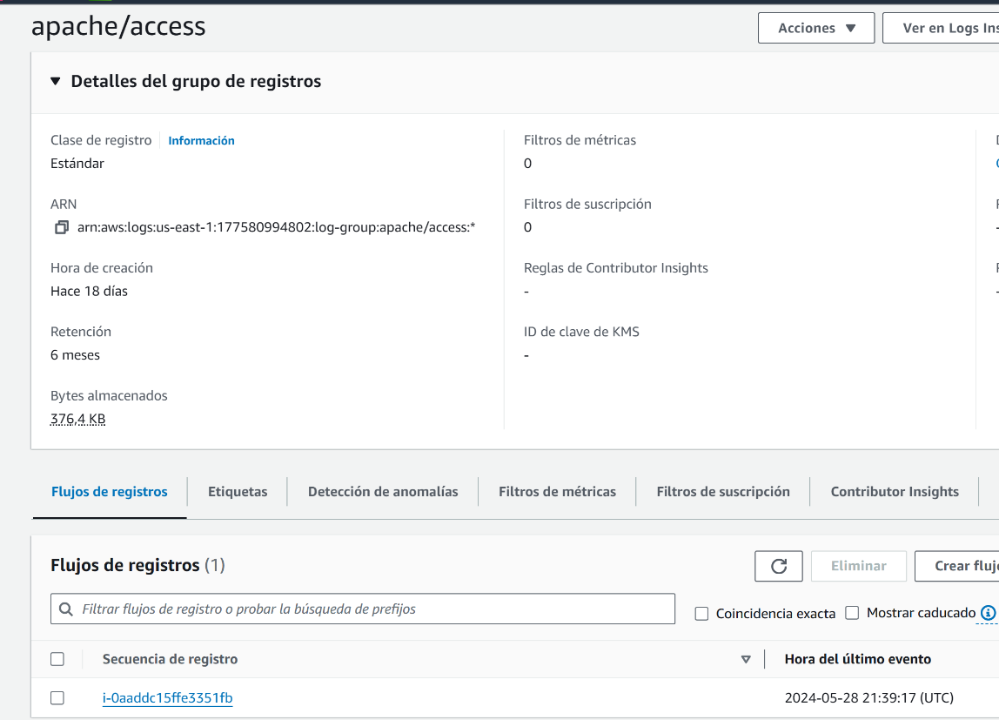 apache/access
Acciones
Ver en Logs Ins
Detalles del grupo de registros
Clase de registro
Información
Estándar
ARN
arn:aws:logs:us-east-1:177580994802:log-group:apache/access:*
Hora de creación
Hace 18 días
Retención
6 meses
Bytes almacenados
376,4 KB
Filtros de métricas
0
Filtros de suscripción
0
Reglas de Contributor Insights
-
ID de clave de KMS
-
Flujos de registros
Etiquetas
Detección de anomalías
Filtros de métricas
Filtros de suscripción
Contributor Insights
Flujos de registros (1)
Eliminar
Crear fluj
Filtrar flujos de registro o probar la búsqueda de prefijos
Coincidencia exacta
Mostrar caducado
Secuencia de registro
Hora del último evento
i-0aaddc15ffe3351fb
2024-05-28 21:39:17 (UTC)